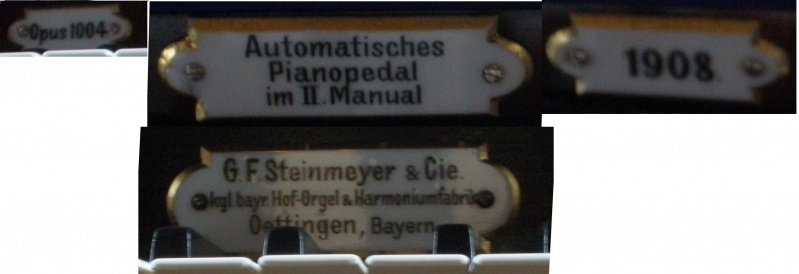 Opus 1004
Automatisches
Pianopedal
im II. Manual
1908.
G.F. Steinmeyer & Cie.
kgl. bayr. Hof-Orgel & Harmoniumfabrik
Oettingen, Bayern